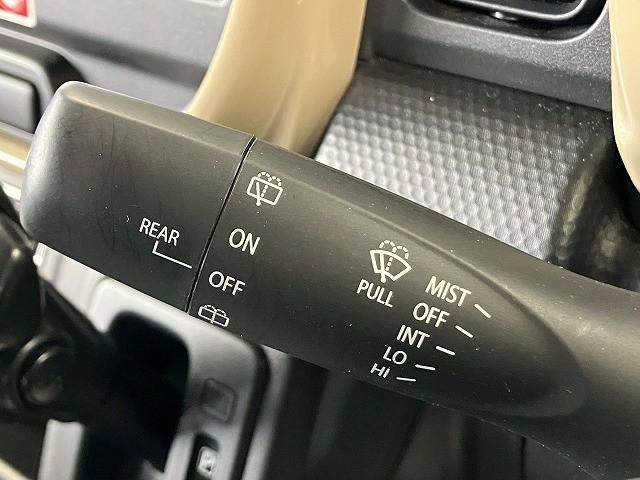 REAR
ON
OFF
PULL
MIST
OFF
INT
LO
HI